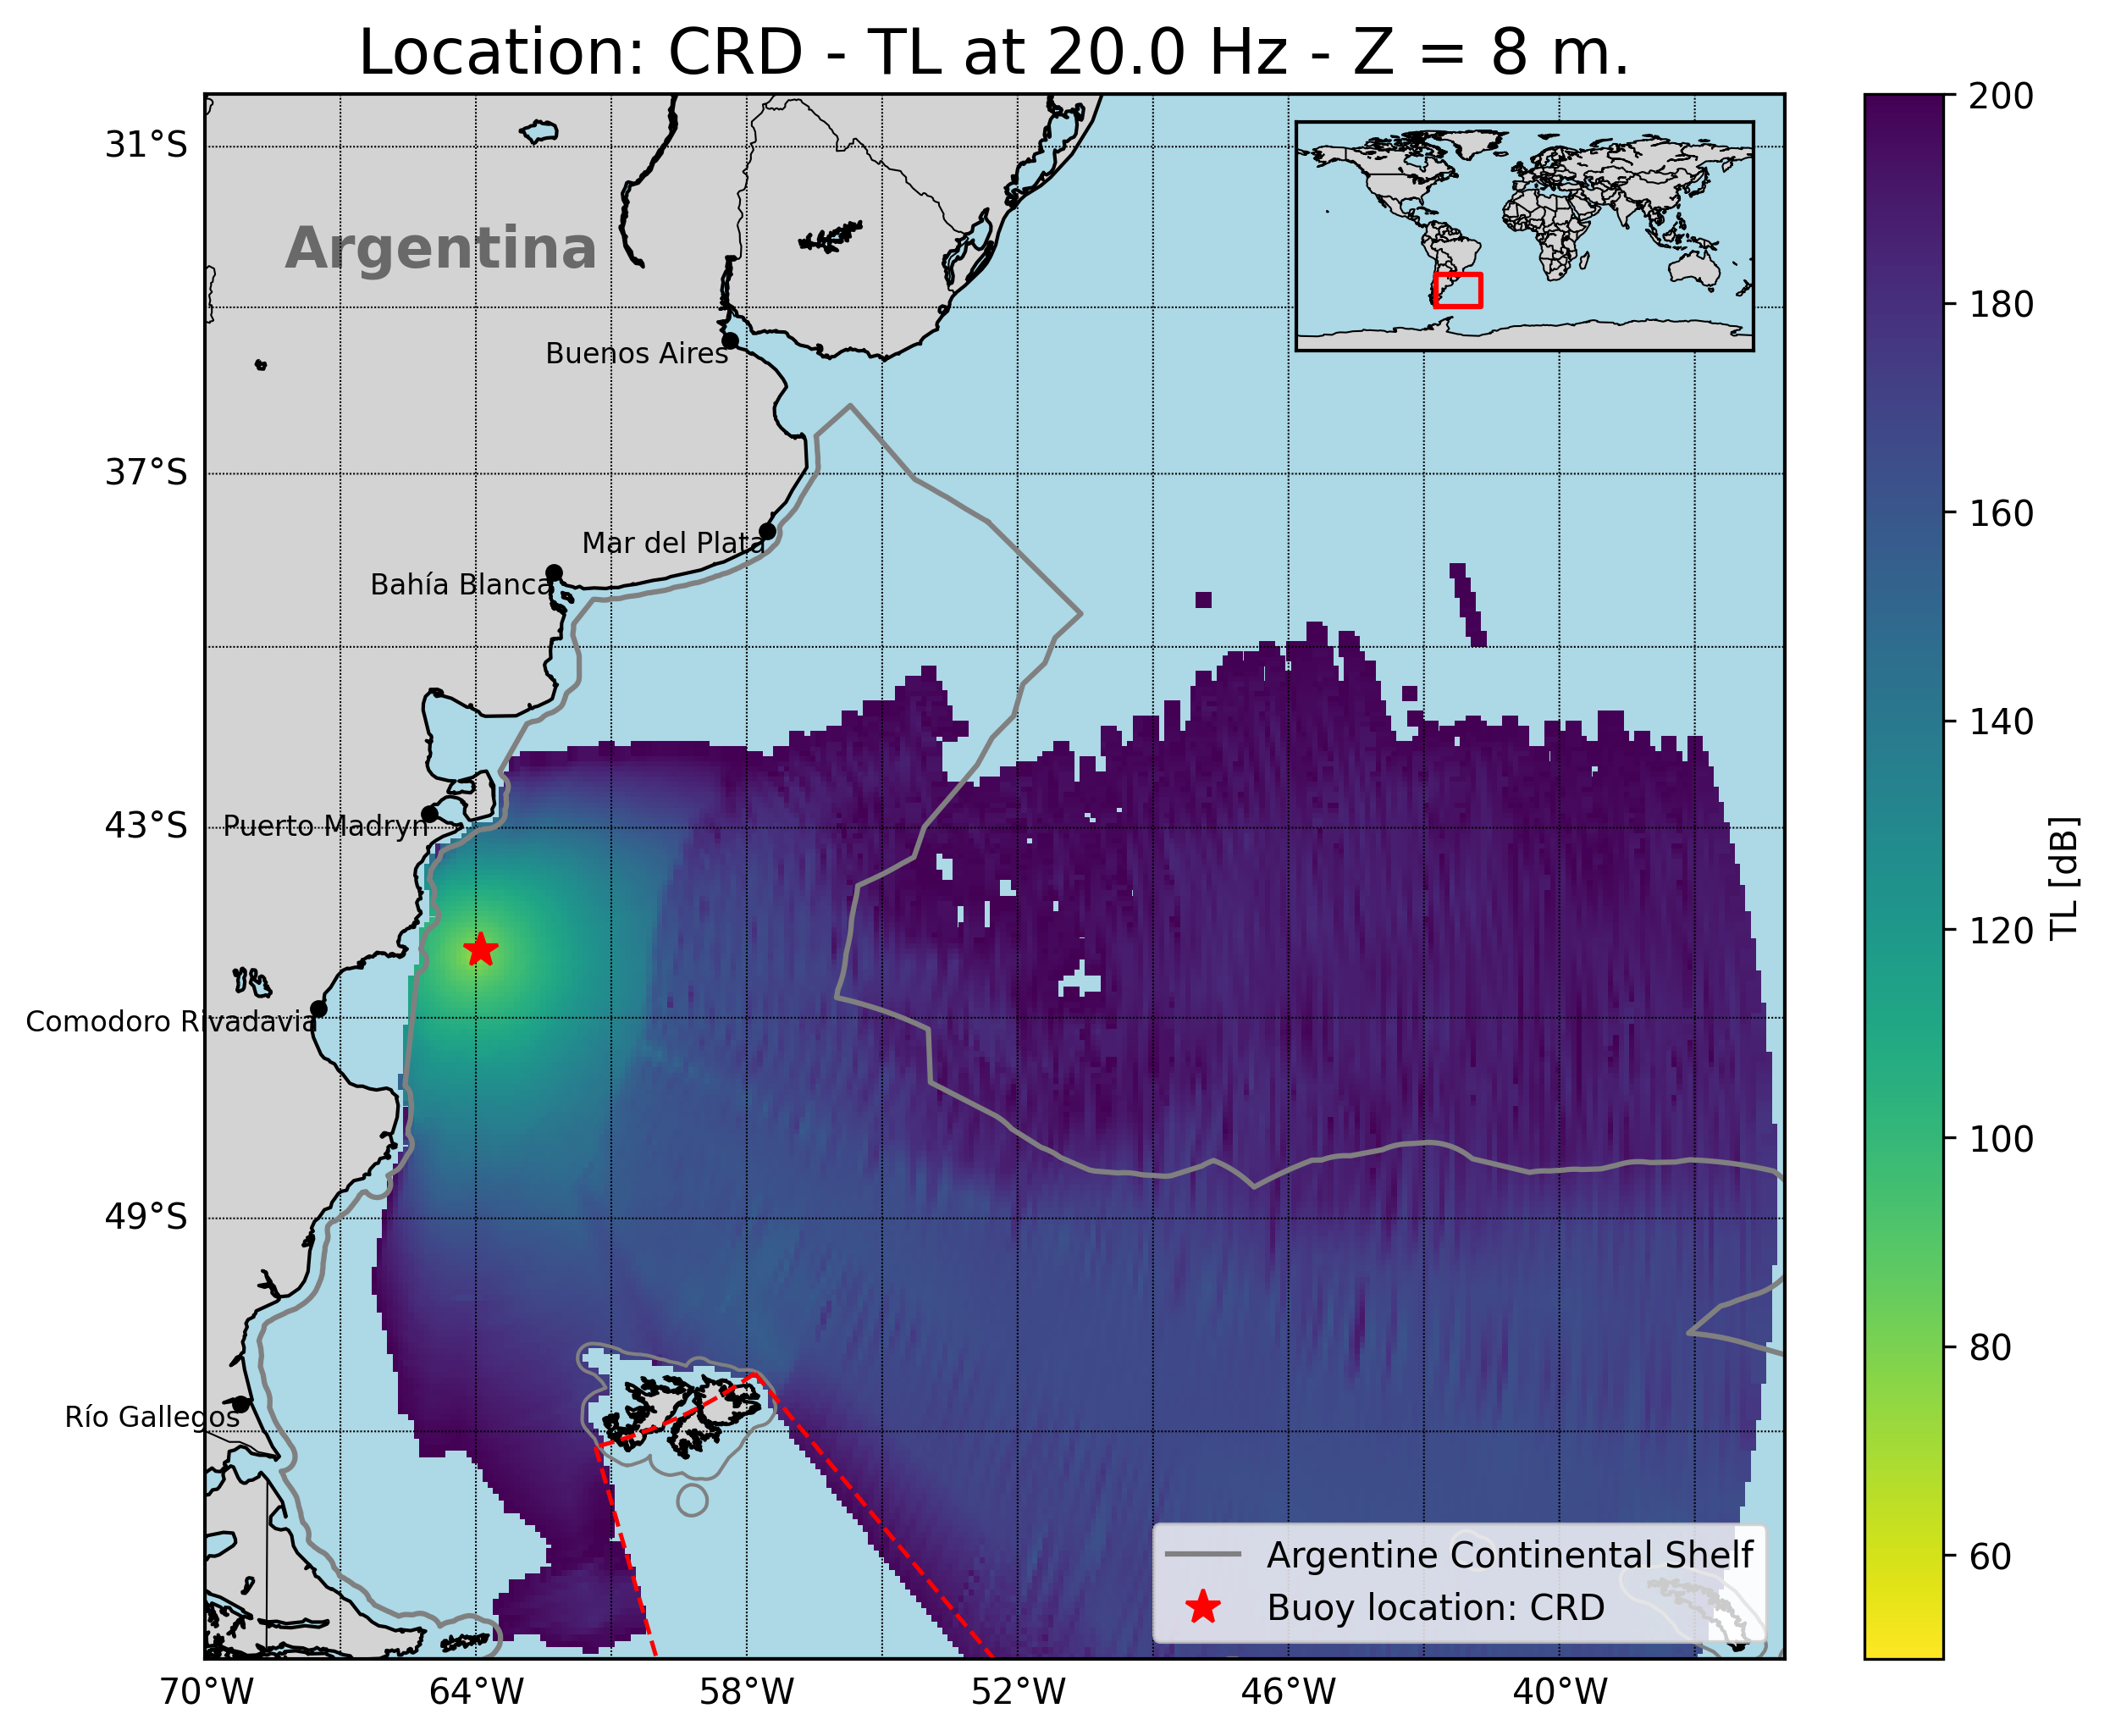 Location: CRD - TL at 20.0 Hz - Z = 8 m.
31°S
37°S
43°S
49°S
70°W
64°W
58°W
52°W
46°W
40°W
Argentina
Buenos Aires
Mar del Plata
Bahía Blanca
Puerto Madryn
Comodoro Rivadavia
Río Gallegos
Argentine Continental Shelf
Buoy location: CRD
200
180
160
140
120
100
80
60
TL [dB]